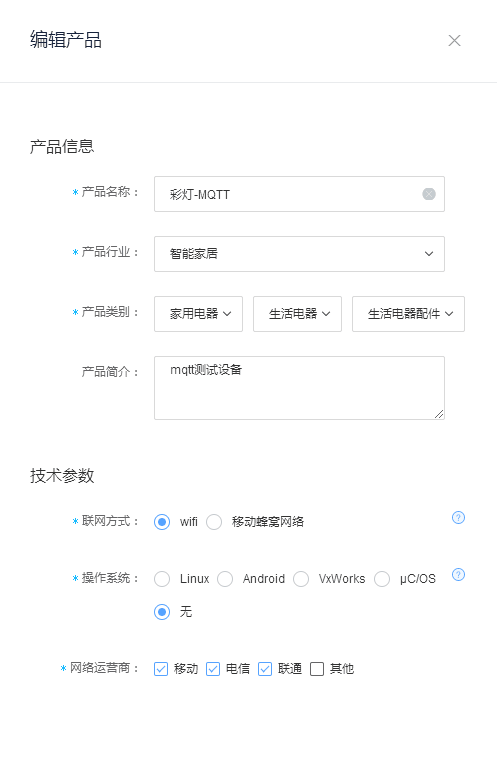 编辑产品
产品信息
* 产品名称： 彩灯-MQTT
* 产品行业： 智能家居
* 产品类别： 家用电器 生活电器 生活电器配件
产品简介： mqtt测试设备
技术参数
* 联网方式： wifi 移动蜂窝网络 ?
* 操作系统： Linux Android VxWorks μC/OS ?
无
* 网络运营商： 移动 电信 联通 其他